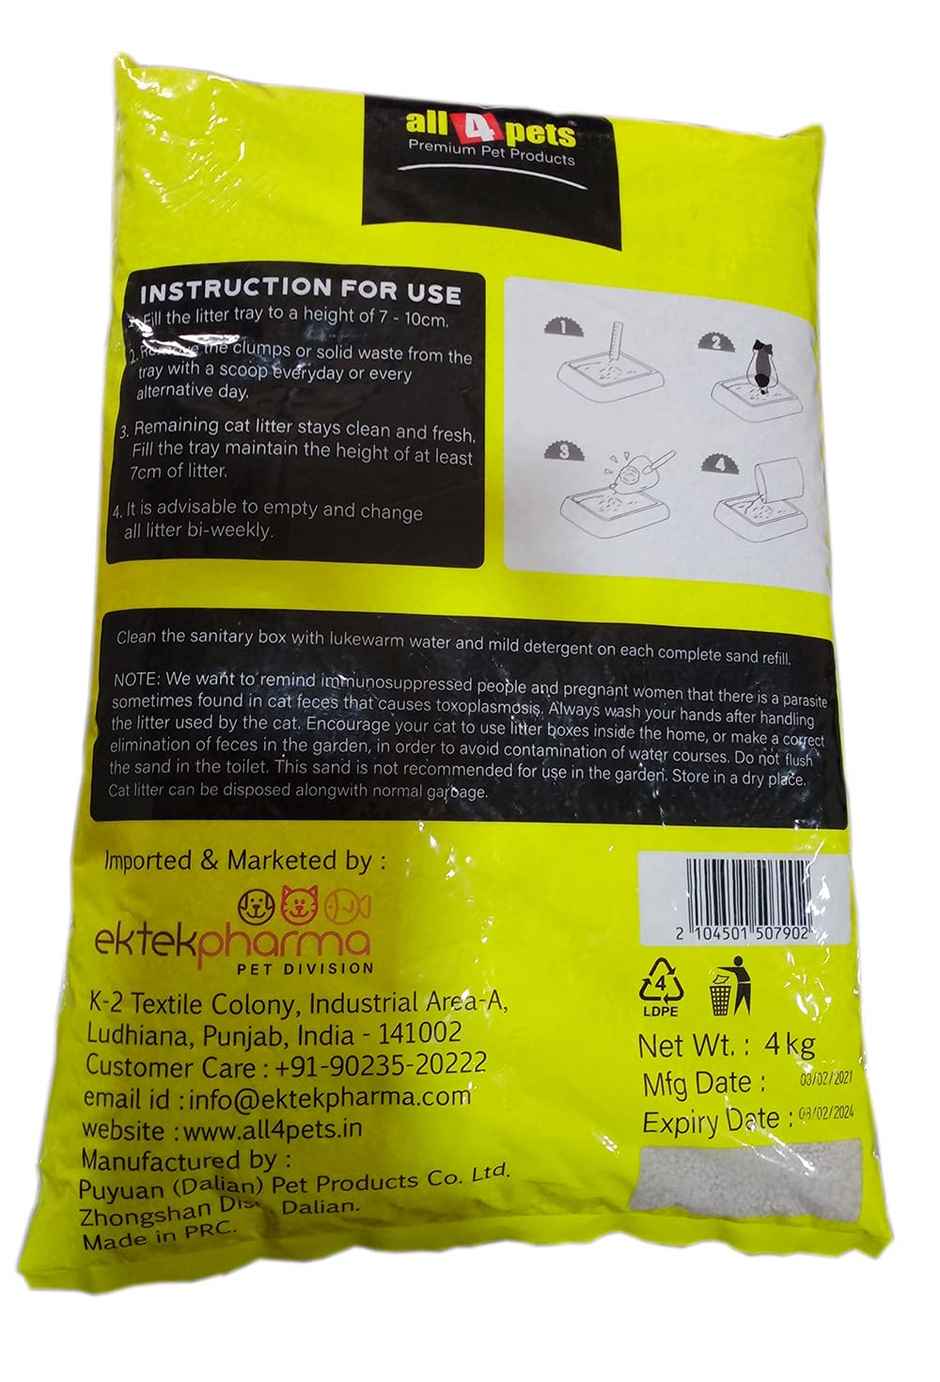 all 4 pets
Premium Pet Products
INSTRUCTION FOR USE
1. Fill the litter tray to a height of 7 - 10cm.
2. Remove the clumps or solid waste from the
tray with a scoop everyday or every
alternative day.
3. Remaining cat litter stays clean and fresh.
Fill the tray maintain the height of at least
7cm of litter.
4. It is advisable to empty and change
all litter bi-weekly.
1
2
3
4
Clean the sanitary box with lukewarm water and mild detergent on each complete sand refill.
NOTE: We want to remind immunosuppressed people and pregnant women that there is a parasite
sometimes found in cat feces that causes toxoplasmosis. Always wash your hands after handling
the litter used by the cat. Encourage your cat to use litter boxes inside the home, or make a correct
elimination of feces in the garden, in order to avoid contamination of water courses. Do not flush
the sand in the toilet. This sand is not recommended for use in the garden. Store in a dry place.
Cat litter can be disposed alongwith normal garbage.
Imported & Marketed by :
ektekpharma
PET DIVISION
K-2 Textile Colony, Industrial Area-A,
Ludhiana, Punjab, India - 141002
Customer Care : +91-90235-20222
email id : info@ektekpharma.com
website : www.all4pets.in
Manufactured by :
Puyuan (Dalian) Pet Products Co. Ltd.
Zhongshan Dalian.
Made in PRC.
2 104501 507902
4
LDPE
Net Wt. : 4 kg
Mfg Date : 03/02/2021
Expiry Date : 03/02/2024